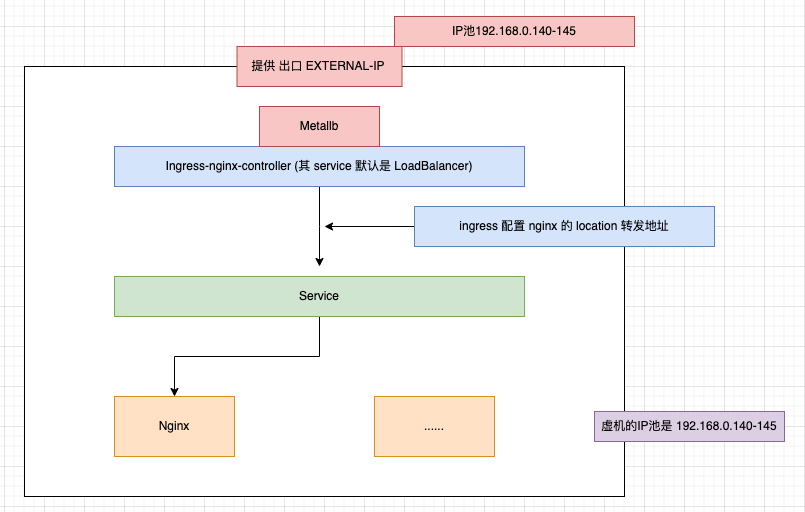 IP池192.168.0.140-145
提供 出口 EXTERNAL-IP
Metallb
Ingress-nginx-controller (其 service 默认是 LoadBalancer)
ingress 配置 nginx 的 location 转发地址
Service
Nginx
......
虚机的IP池是 192.168.0.140-145